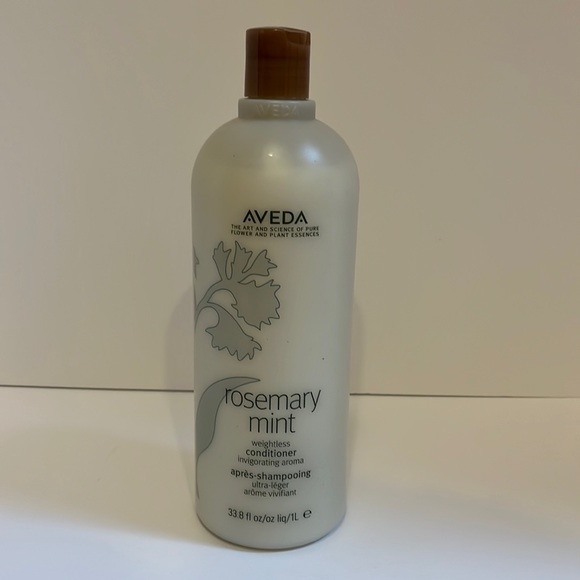 AVEDA
AVEDA
THE ART AND SCIENCE OF PURE
FLOWER AND PLANT ESSENCES
rosemary
mint
weightless
conditioner
invigorating aroma
après-shampooing
ultra-léger
arôme vivifiant
33.8 fl oz/oz liq/1L ℮